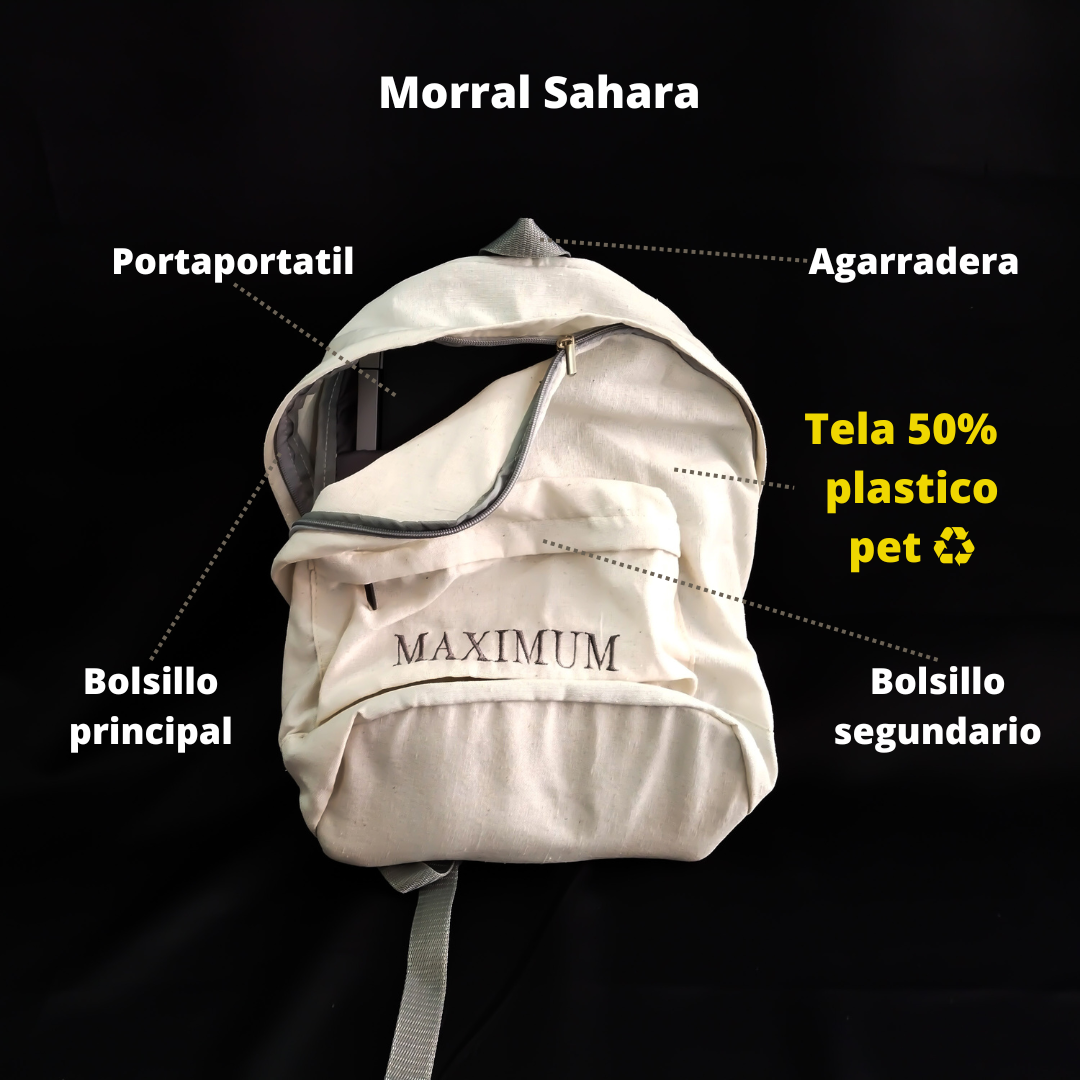 Morral Sahara
Portaportatil
Agarradera
Tela 50%
plastico
pet ♻
MAXIMUM
Bolsillo
principal
Bolsillo
segundario